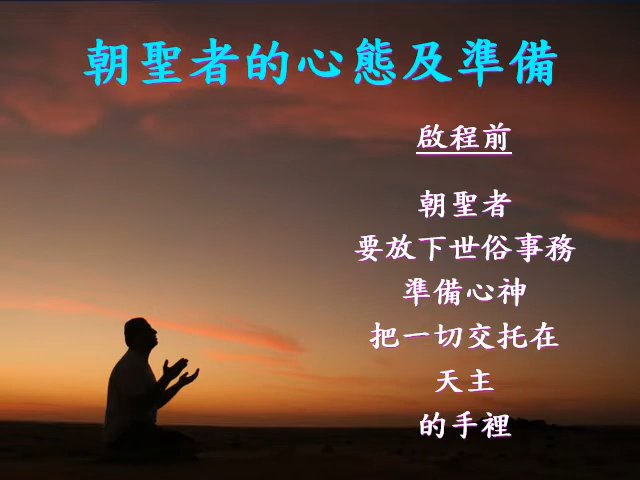 朝聖者的心態及準備
啟程前
朝聖者
要放下世俗事務
準備心神
把一切交托在
天主
的手裡